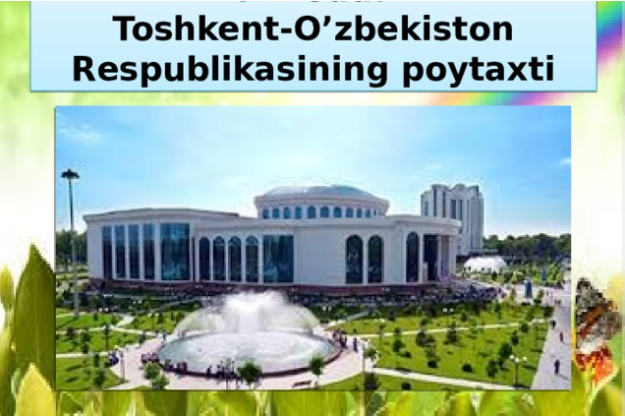 Toshkent-O’zbekiston
Respublikasining poytaxti